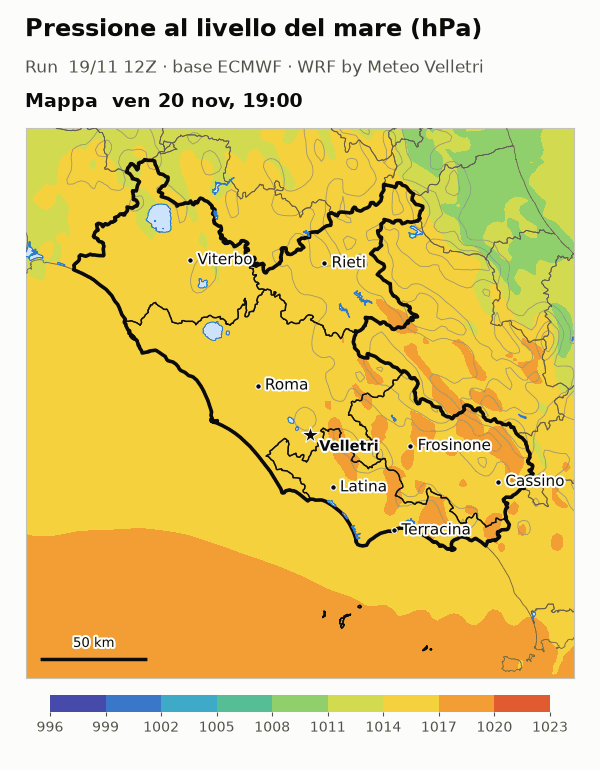 Pressione al livello del mare (hPa)
Run  19/11 12Z · base ECMWF · WRF by Meteo Velletri
Mappa  ven 20 nov, 19:00
Viterbo
Rieti
Roma
Velletri
Frosinone
Latina
Cassino
Terracina
50 km
996 999 1002 1005 1008 1011 1014 1017 1020 1023